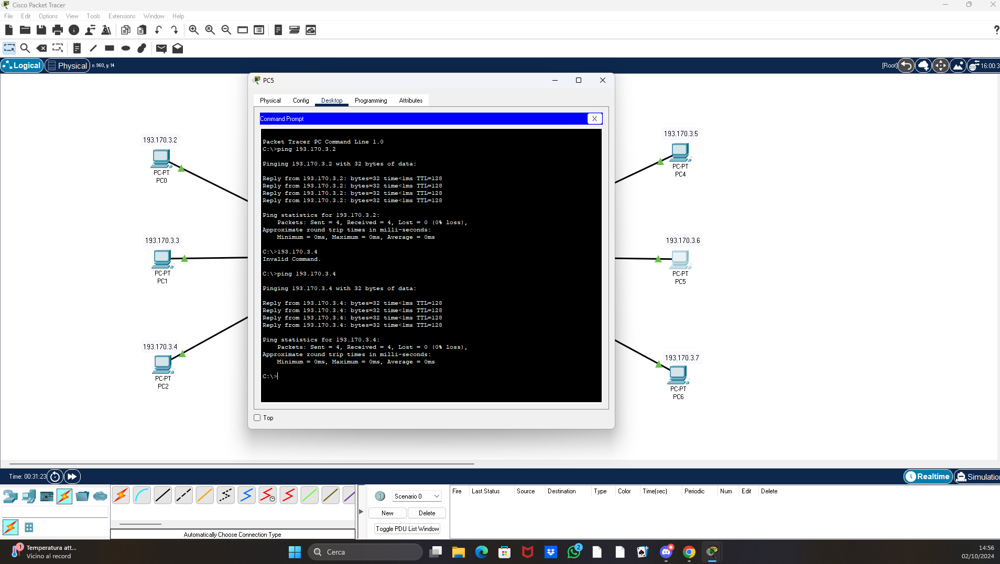 Cisco Packet Tracer
File Edit Options View Tools Extensions Window Help
Logical Physical x: 960, y: 14 [Root] 16:00:3
PC5
Physical Config Desktop Programming Attributes
Command Prompt X
Packet Tracer PC Command Line 1.0
C:\>ping 193.170.3.2
Pinging 193.170.3.2 with 32 bytes of data:
Reply from 193.170.3.2: bytes=32 time<1ms TTL=128
Reply from 193.170.3.2: bytes=32 time<1ms TTL=128
Reply from 193.170.3.2: bytes=32 time<1ms TTL=128
Reply from 193.170.3.2: bytes=32 time<1ms TTL=128
Ping statistics for 193.170.3.2:
Packets: Sent = 4, Received = 4, Lost = 0 (0% loss),
Approximate round trip times in milli-seconds:
Minimum = 0ms, Maximum = 0ms, Average = 0ms
C:\>193.170.3.4
Invalid Command.
C:\>ping 193.170.3.4
Pinging 193.170.3.4 with 32 bytes of data:
Reply from 193.170.3.4: bytes=32 time<1ms TTL=128
Reply from 193.170.3.4: bytes=32 time<1ms TTL=128
Reply from 193.170.3.4: bytes=32 time<1ms TTL=128
Reply from 193.170.3.4: bytes=32 time<1ms TTL=128
Ping statistics for 193.170.3.4:
Packets: Sent = 4, Received = 4, Lost = 0 (0% loss),
Approximate round trip times in milli-seconds:
Minimum = 0ms, Maximum = 0ms, Average = 0ms
C:\>
Top
193.170.3.2
PC-PT
PC0
193.170.3.3
PC-PT
PC1
193.170.3.4
PC-PT
PC2
193.170.3.5
PC-PT
PC4
193.170.3.6
PC-PT
PC5
193.170.3.7
PC-PT
PC6
Time: 00:31:23 Realtime Simulation
Scenario 0
New Delete
Toggle PDU List Window
Fire Last Status Source Destination Type Color Time(sec) Periodic Num Edit Delete
Automatically Choose Connection Type
1
Temperatura att...
Vicino al record
Cerca
2
14:56
02/10/2024